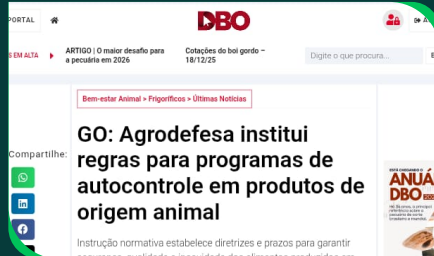 PORTAL
DBO
S EM ALTA
ARTIGO | O maior desafio para
a pecuária em 2026
Cotações do boi gordo –
18/12/25
Digite o que procura...
Bem-estar Animal > Frigoríficos > Últimas Notícias
GO: Agrodefesa institui
regras para programas de
autocontrole em produtos de
origem animal
Compartilhe:
Instrução normativa estabelece diretrizes e prazos para garantir
ESTÁ CHEGANDO O
ANUÁ
DBO